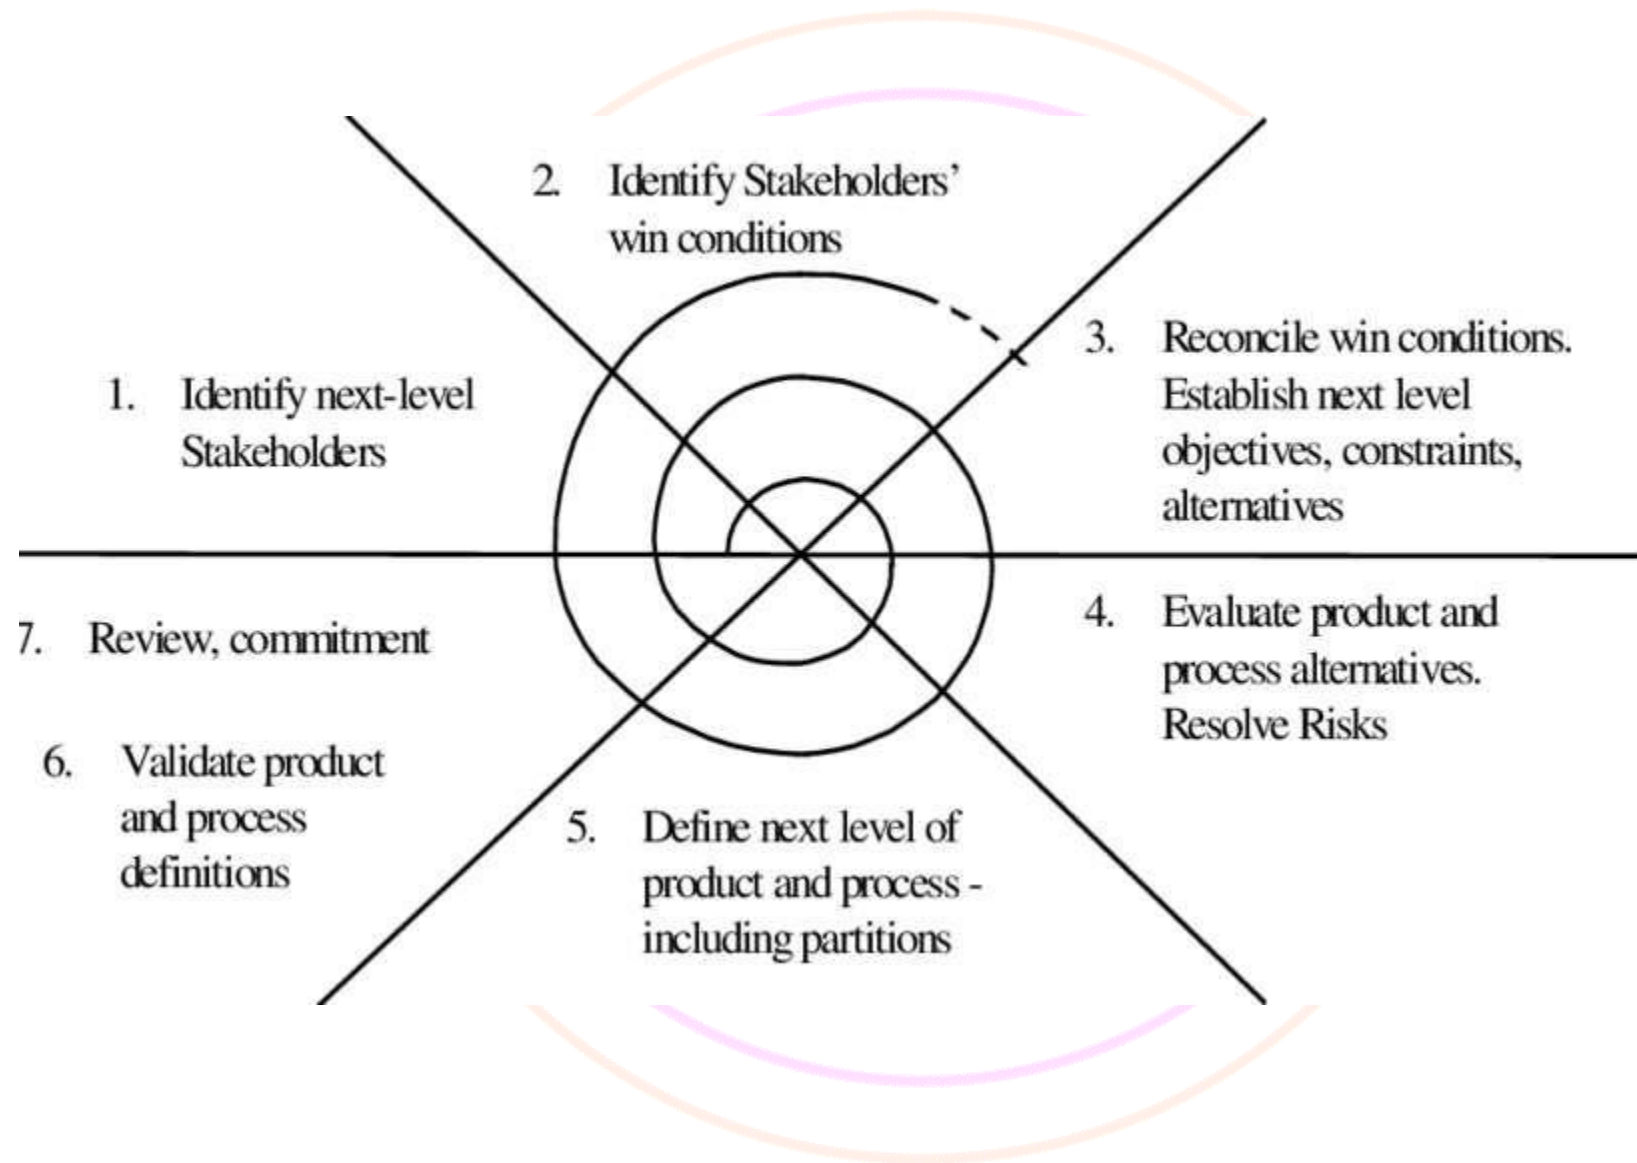 2. Identify Stakeholders’
win conditions
1. Identify next-level
Stakeholders
3. Reconcile win conditions.
Establish next level
objectives, constraints,
alternatives
7. Review, commitment
4. Evaluate product and
process alternatives.
Resolve Risks
6. Validate product
and process
definitions
5. Define next level of
product and process -
including partitions